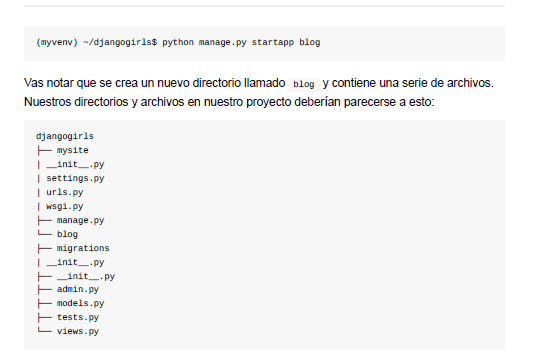 (myvenv) ~/djangogirls$ python manage.py startapp blog
Vas notar que se crea un nuevo directorio llamado blog y contiene una serie de archivos.
Nuestros directorios y archivos en nuestro proyecto deberían parecerse a esto:
djangogirls
├── mysite
| __init__.py
| settings.py
| urls.py
| wsgi.py
├── manage.py
└── blog
├── migrations
| __init__.py
├── __init__.py
├── admin.py
├── models.py
├── tests.py
└── views.py